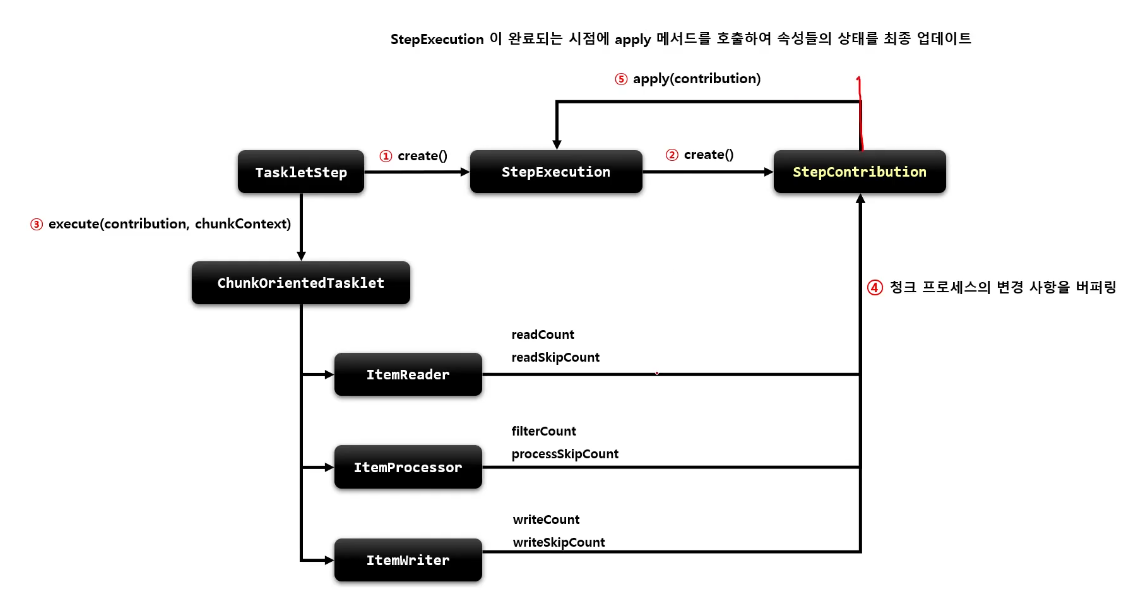 StepExecution 이 완료되는 시점에 apply 메서드를 호출하여 속성들의 상태를 최종 업데이트
⑤ apply(contribution)
① create()
② create()
TaskletStep
StepExecution
StepContribution
③ execute(contribution, chunkContext)
ChunkOrientedTasklet
④ 청크 프로세스의 변경 사항을 버퍼링
readCount
readSkipCount
ItemReader
filterCount
processSkipCount
ItemProcessor
writeCount
writeSkipCount
ItemWriter